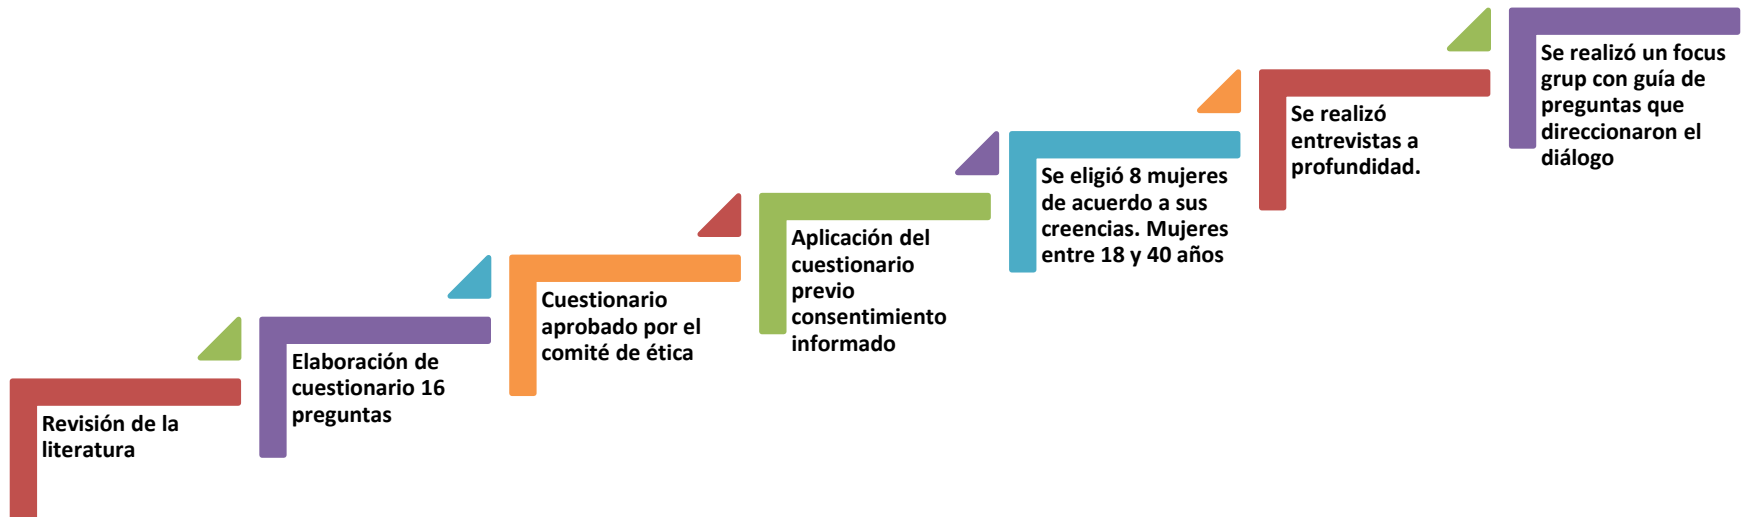 Revisión de la
literatura
Elaboración de
cuestionario 16
preguntas
Cuestionario
aprobado por el
comité de ética
Aplicación del
cuestionario
previo
consentimiento
informado
Se eligió 8 mujeres
de acuerdo a sus
creencias. Mujeres
entre 18 y 40 años
Se realizó
entrevistas a
profundidad.
Se realizó un focus
grup con guía de
preguntas que
direccionaron el
diálogo